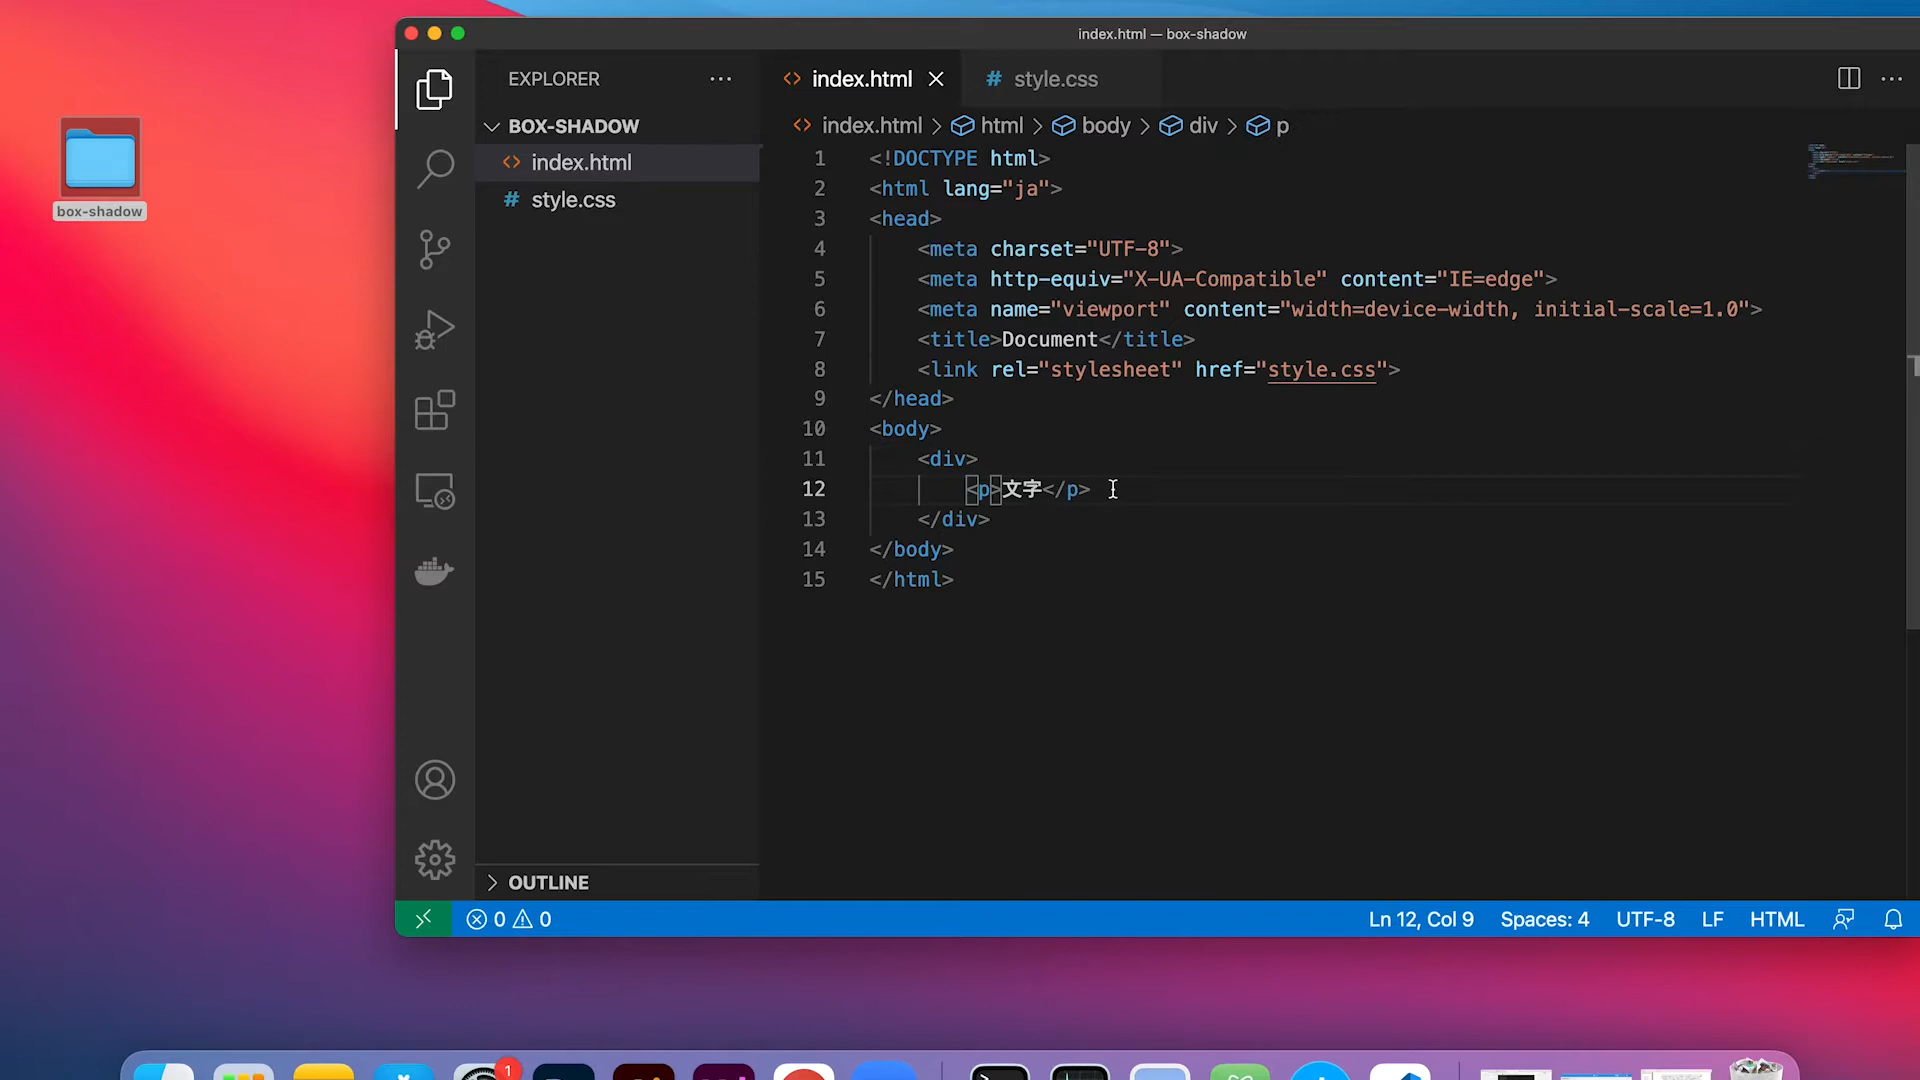 index.html — box-shadow
box-shadow
EXPLORER
BOX-SHADOW
index.html
style.css
OUTLINE
index.html
style.css
index.html > html > body > div > p
1 <!DOCTYPE html>
2 <html lang="ja">
3 <head>
4 <meta charset="UTF-8">
5 <meta http-equiv="X-UA-Compatible" content="IE=edge">
6 <meta name="viewport" content="width=device-width, initial-scale=1.0">
7 <title>Document</title>
8 <link rel="stylesheet" href="style.css">
9 </head>
10 <body>
11 <div>
12 <p>文字</p>
13 </div>
14 </body>
15 </html>
0 0
Ln 12, Col 9 Spaces: 4 UTF-8 LF HTML
1